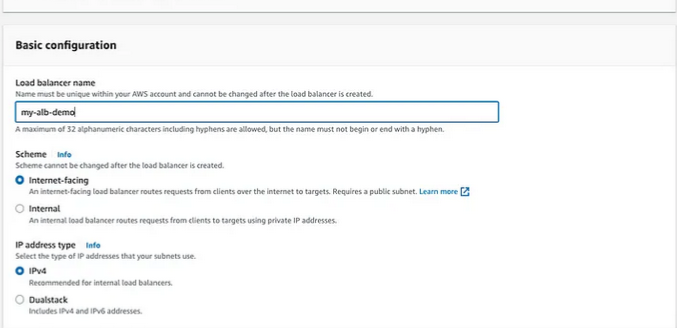 Basic configuration
Load balancer name
Name must be unique within your AWS account and cannot be changed after the load balancer is created.
my-alb-demo
A maximum of 32 alphanumeric characters including hyphens are allowed, but the name must not begin or end with a hyphen.
Scheme Info
Scheme cannot be changed after the load balancer is created.
Internet-facing
An internet-facing load balancer routes requests from clients over the internet to targets. Requires a public subnet. Learn more
Internal
An internal load balancer routes requests from clients to targets using private IP addresses.
IP address type Info
Select the type of IP addresses that your subnets use.
IPv4
Recommended for internal load balancers.
Dualstack
Includes IPv4 and IPv6 addresses.